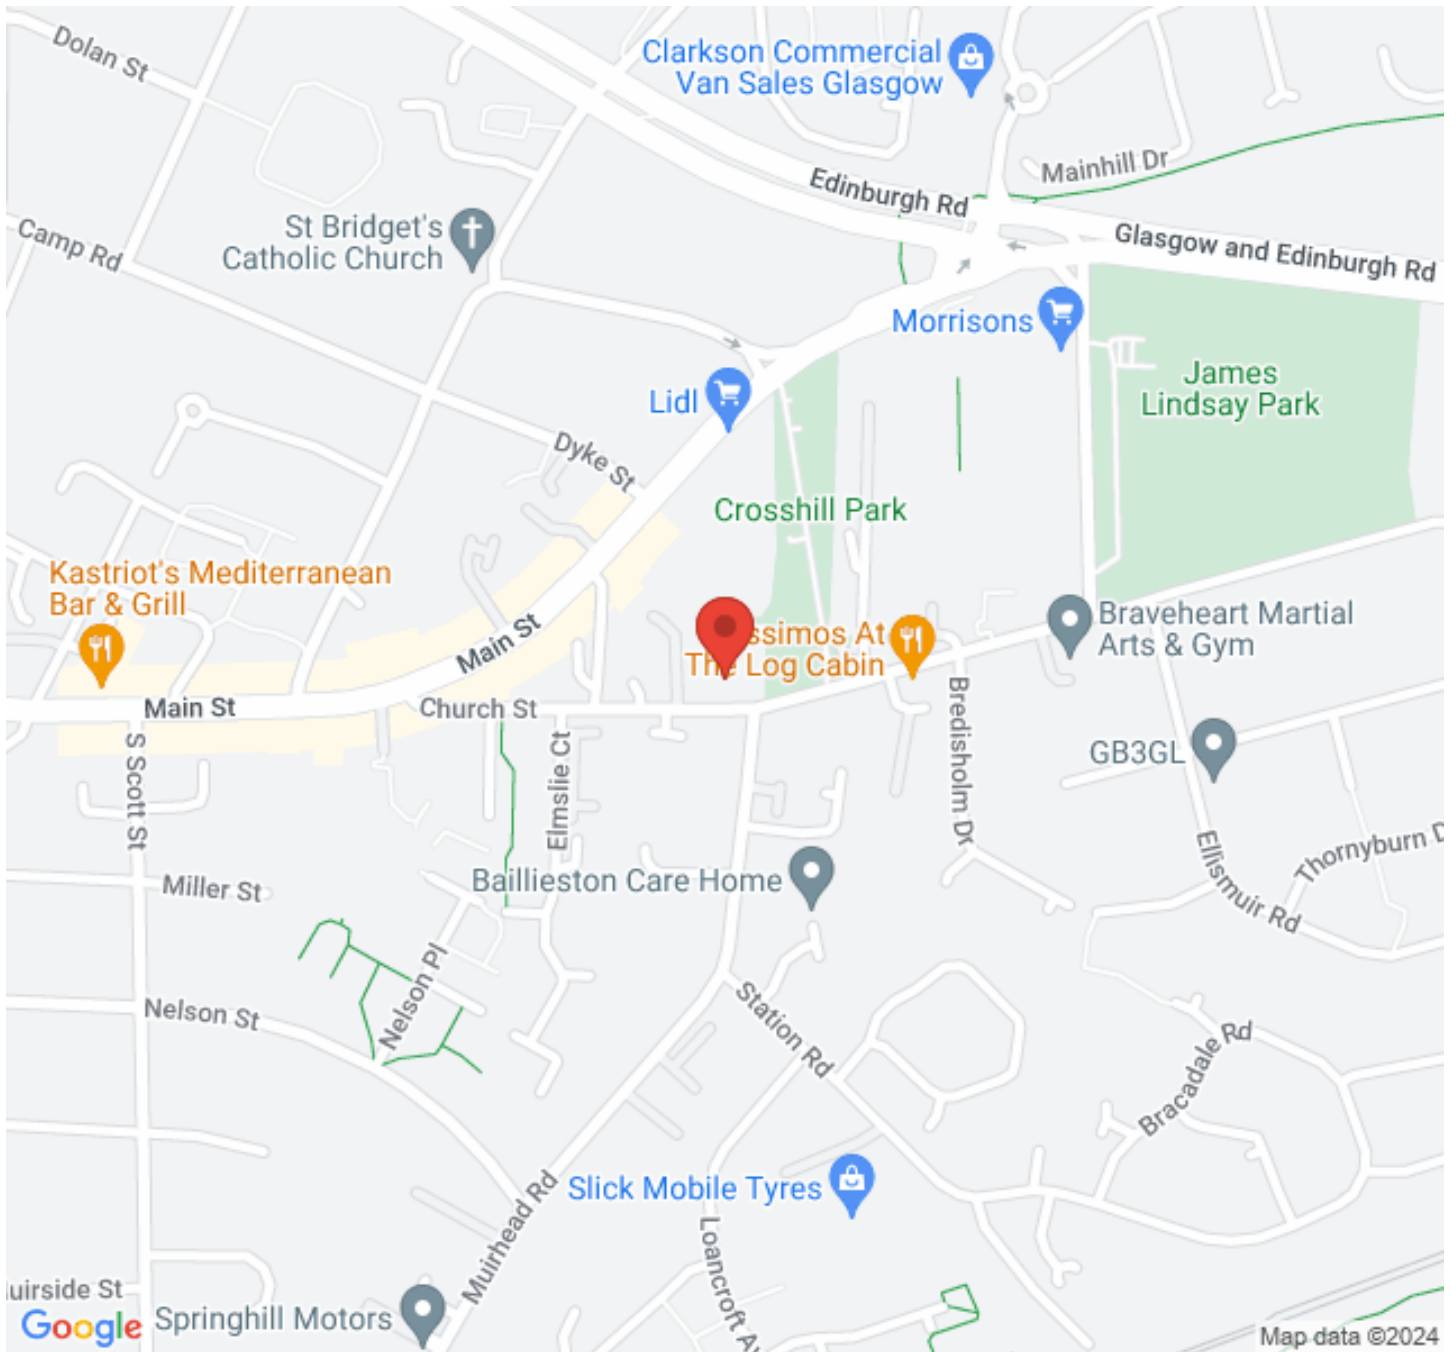 Dolan St
Clarkson Commercial
Van Sales Glasgow
Mainhill Dr
Edinburgh Rd
St Bridget's
Catholic Church
Camp Rd
Glasgow and Edinburgh Rd
Morrisons
James
Lindsay Park
Lidl
Dyke St
Crosshill Park
Kastriot's Mediterranean
Bar & Grill
Braveheart Martial
Arts & Gym
ssimos At
The Log Cabin
Main St
Main St
Church St
Bredisholm Dr
S Scott St
Elmslie Ct
GB3GL
Ellismuir Rd
Thornyburn D
Miller St
Baillieston Care Home
Nelson Pl
Nelson St
Station Rd
Bracadale Rd
Muirhead Rd
Slick Mobile Tyres
Loancroft Av
uirside St
Springhill Motors
Google
Map data ©2024